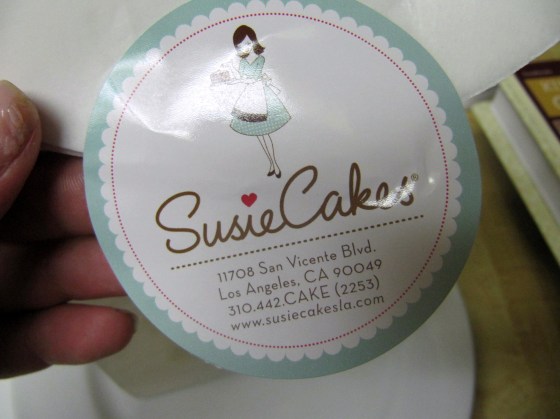 SusieCakes®
11708 San Vicente Blvd.
Los Angeles, CA 90049
310.442.CAKE (2253)
www.susiecakesla.com